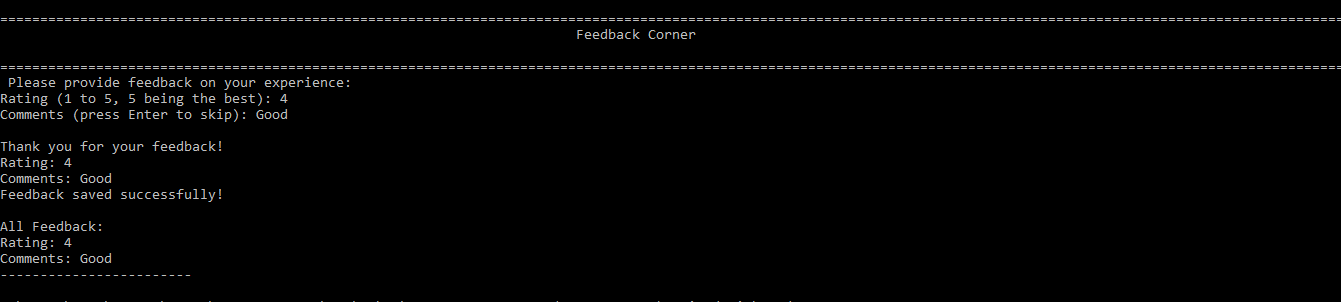 ================================================================================================================================================================________
Feedback Corner
================================================================================================================================================================________
Please provide feedback on your experience:
Rating (1 to 5, 5 being the best): 4
Comments (press Enter to skip): Good
Thank you for your feedback!
Rating: 4
Comments: Good
Feedback saved successfully!
All Feedback:
Rating: 4
Comments: Good
------------------------